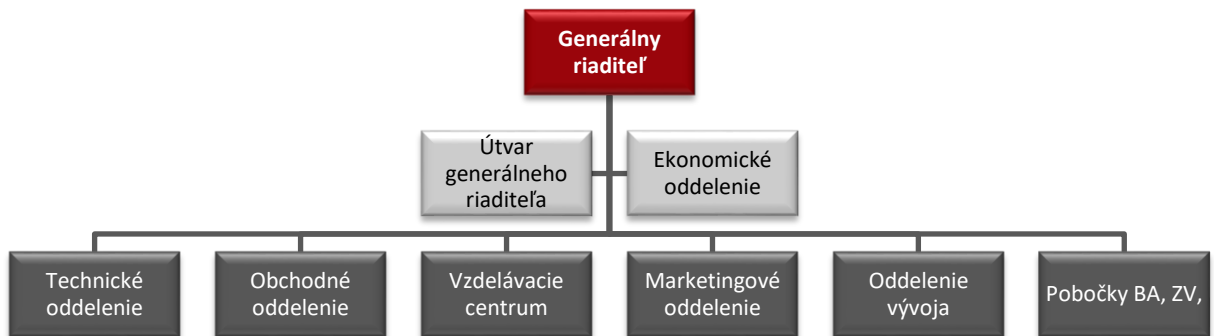 Generálny
riaditeľ
Útvar
generálneho
riaditeľa
Ekonomické
oddelenie
Technické
oddelenie
Obchodné
oddelenie
Vzdelávacie
centrum
Marketingové
oddelenie
Oddelenie
vývoja
Pobočky BA, ZV,